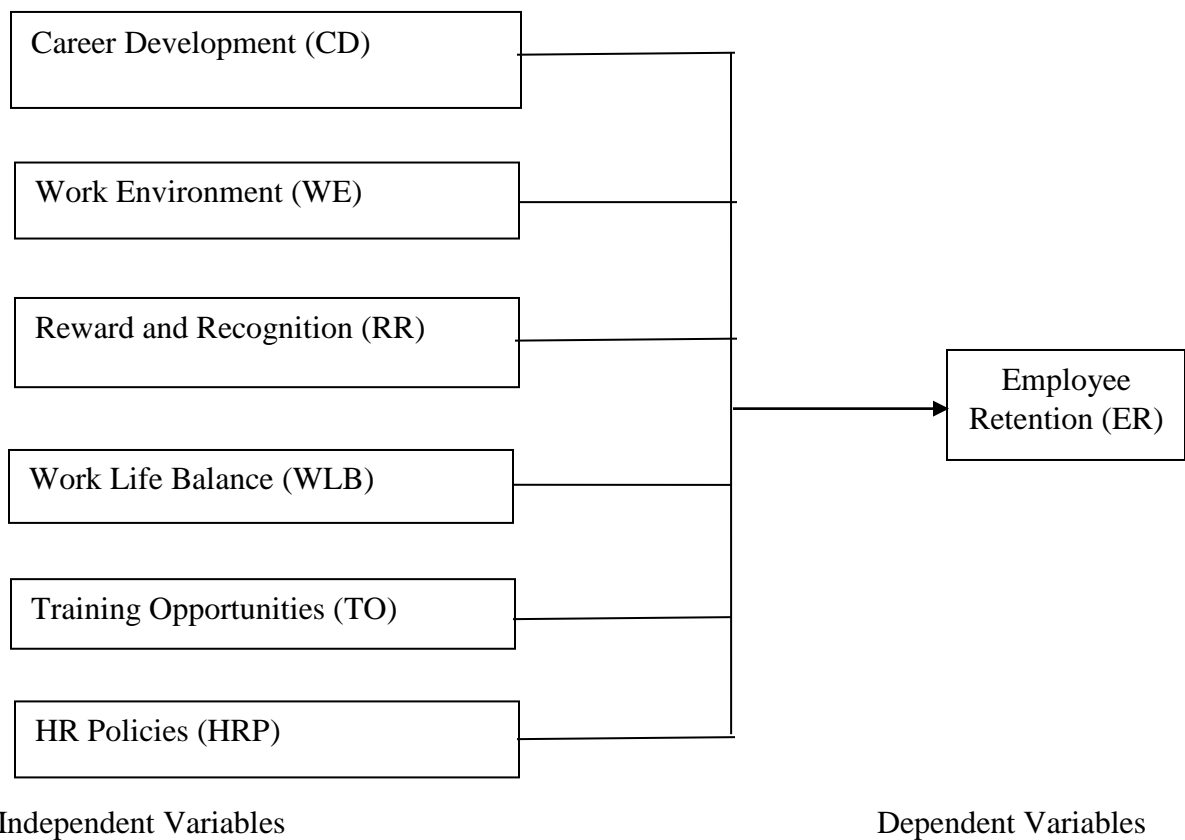 Career Development (CD)
Work Environment (WE)
Reward and Recognition (RR)
Employee
Retention (ER)
Work Life Balance (WLB)
Training Opportunities (TO)
HR Policies (HRP)
Independent Variables
Dependent Variables